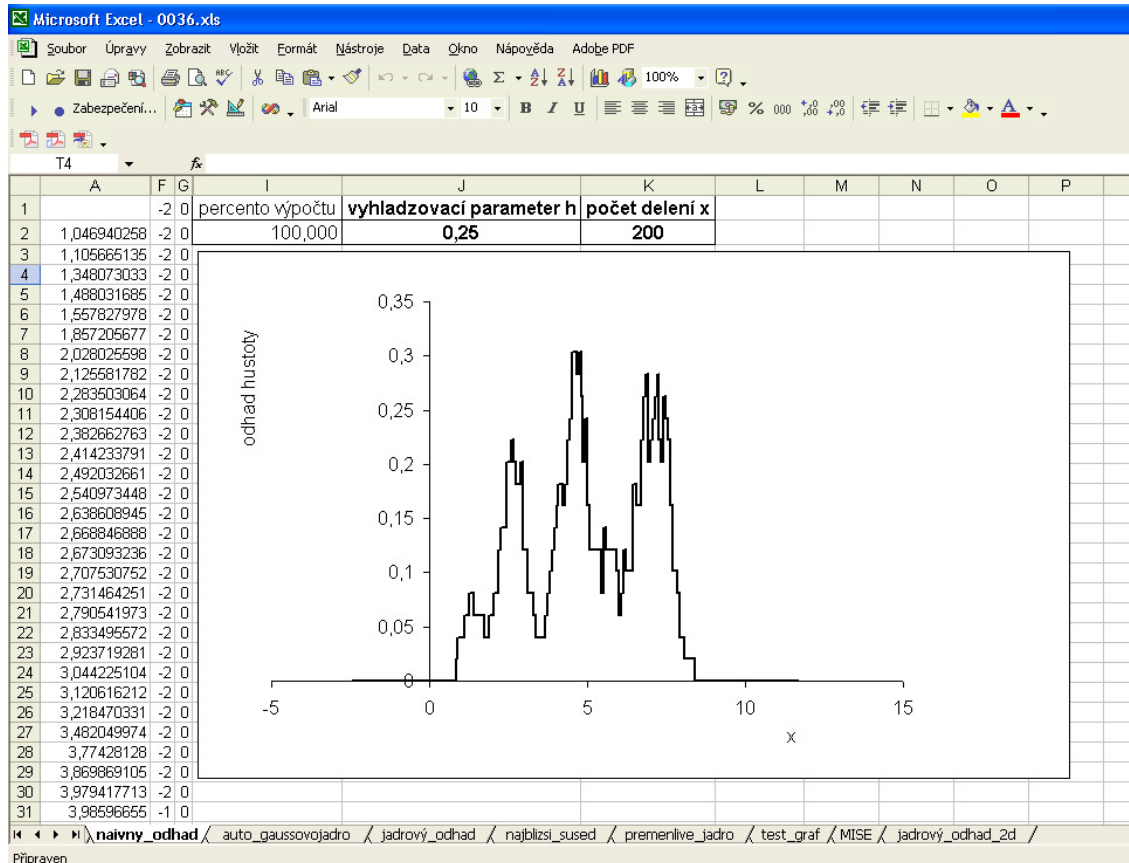 Microsoft Excel - 0036.xls
Soubor Úpravy Zobrazit Vložit Formát Nástroje Data Okno Nápověda Adobe PDF
100%
Zabezpečení... Arial 10 B I U % 000
T4 fx
A F G I J K L M N O P
1 -2 0 percento výpočtu vyhladzovací parameter h počet delení x
2 1,046940258 -2 0 100,000 0,25 200
3 1,105665135 -2 0
4 1,348073033 -2 0
5 1,488031685 -2 0
6 1,557827978 -2 0
7 1,857205677 -2 0
8 2,028025598 -2 0
9 2,125581782 -2 0
10 2,283503064 -2 0
11 2,308154406 -2 0
12 2,382662763 -2 0
13 2,414233791 -2 0
14 2,492032661 -2 0
15 2,540973448 -2 0
16 2,638608945 -2 0
17 2,668846888 -2 0
18 2,673093236 -2 0
19 2,707530752 -2 0
20 2,731464251 -2 0
21 2,790541973 -2 0
22 2,833495572 -2 0
23 2,923719281 -2 0
24 3,044225104 -2 0
25 3,120616212 -2 0
26 3,218470331 -2 0
27 3,482049974 -2 0
28 3,77428128 -2 0
29 3,869869105 -2 0
30 3,979417713 -2 0
31 3,98596655 -1 0
odhad hustoty
0,35
0,3
0,25
0,2
0,15
0,1
0,05
0
-5 0 5 10 15
x
naivny_odhad auto_gaussovojadro jadrový_odhad najblizsi_sused premenlive_jadro test_graf MISE jadrový_odhad_2d
Připraven